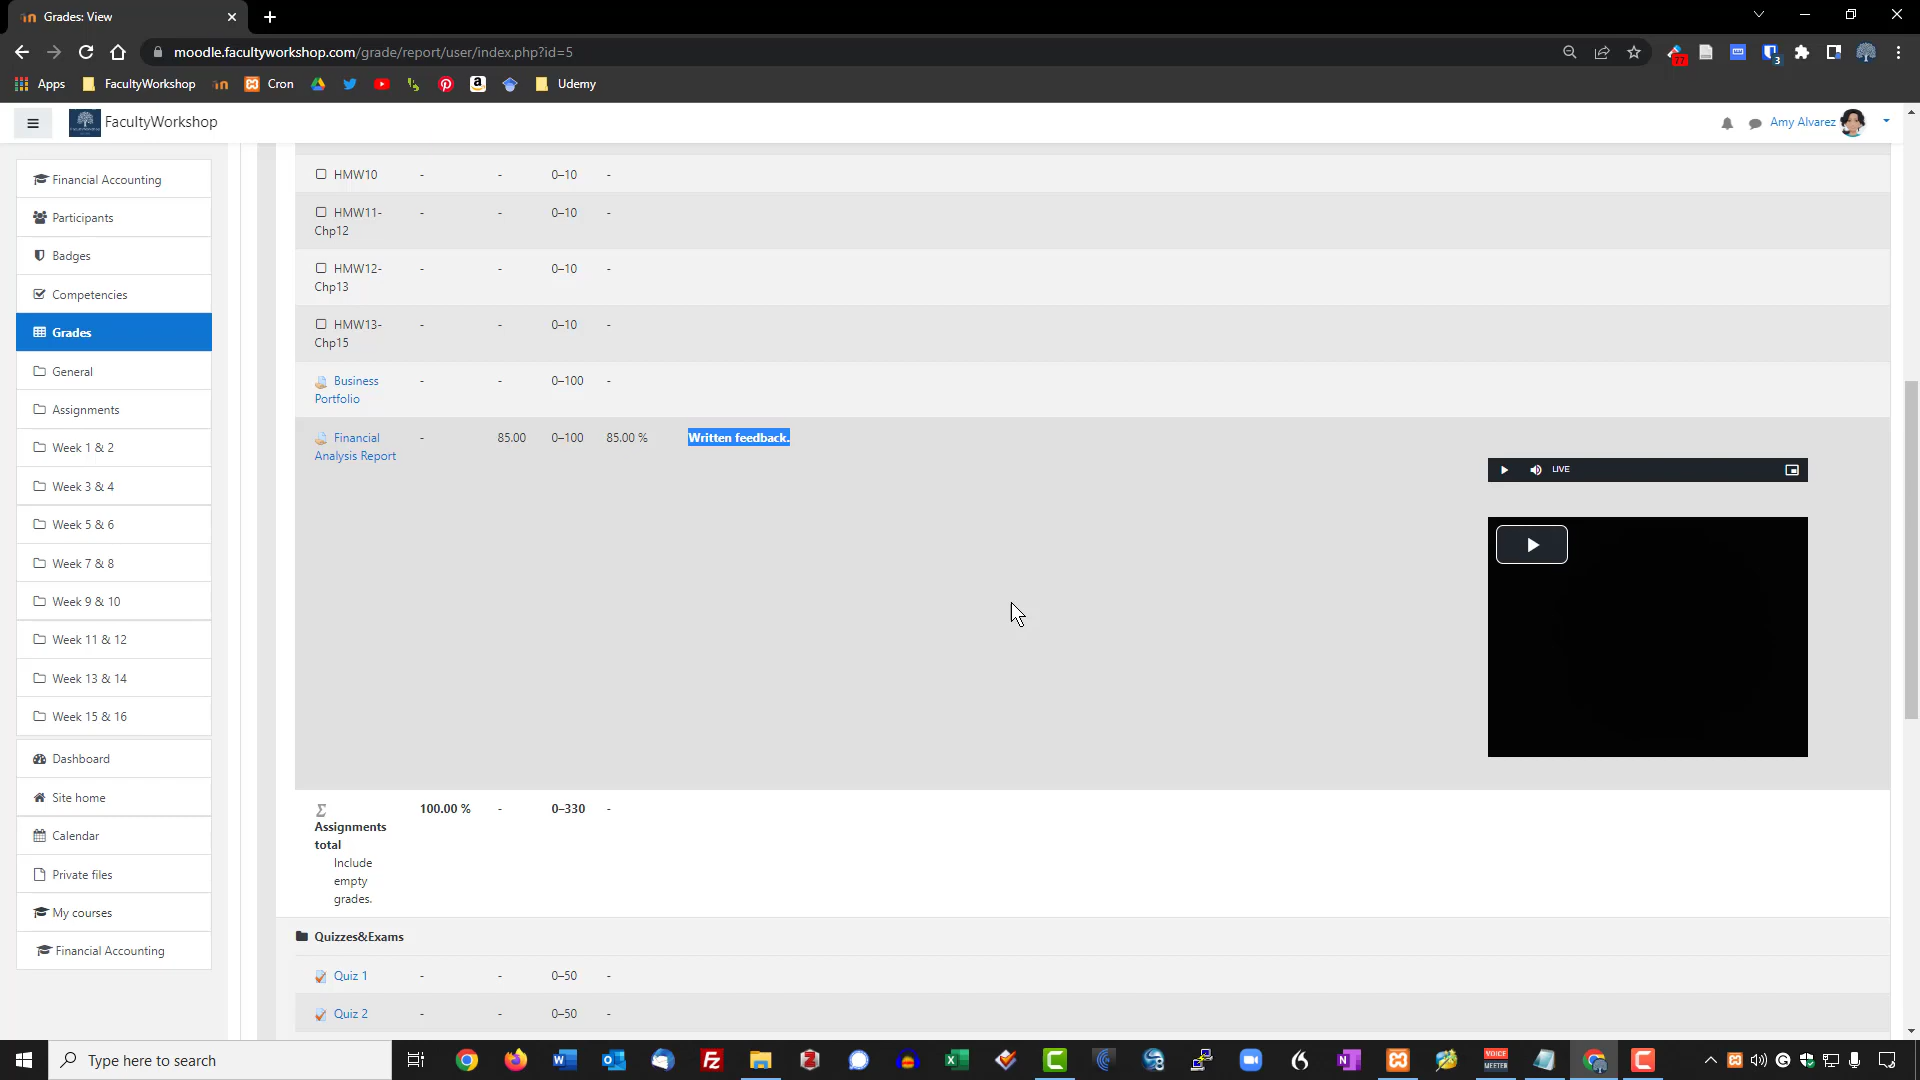 Grades: View
moodle.facultyworkshop.com/grade/report/user/index.php?id=5
77
3
Apps
FacultyWorkshop
Cron
Udemy
FacultyWorkshop
Amy Alvarez
Financial Accounting
Participants
Badges
Competencies
Grades
General
Assignments
Week 1 & 2
Week 3 & 4
Week 5 & 6
Week 7 & 8
Week 9 & 10
Week 11 & 12
Week 13 & 14
Week 15 & 16
Dashboard
Site home
Calendar
Private files
My courses
Financial Accounting
HMW10 - - 0–10 -
HMW11- - - 0–10 -
Chp12
HMW12- - - 0–10 -
Chp13
HMW13- - - 0–10 -
Chp15
Business - - 0–100 -
Portfolio
Financial - 85.00 0–100 85.00 % Written feedback.
Analysis Report
LIVE
Σ 100.00 % - 0–330 -
Assignments
total
Include
empty
grades.
Quizzes&Exams
Quiz 1 - - 0–50 -
Quiz 2 - - 0–50 -
Type here to search
VOICE
MEETER